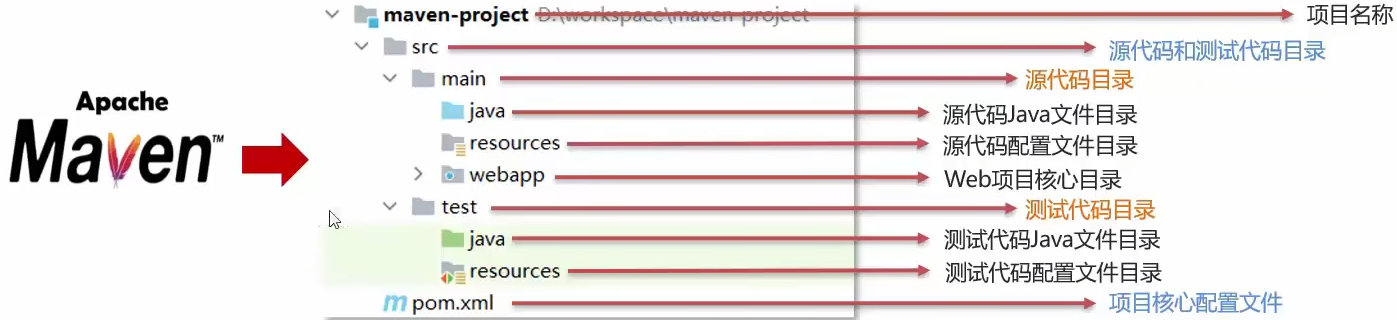 maven-project D:\workspace\maven-project 项目名称
src 源代码和测试代码目录
main 源代码目录
Apache
Maven™
java 源代码Java文件目录
resources 源代码配置文件目录
webapp Web项目核心目录
test 测试代码目录
java 测试代码Java文件目录
resources 测试代码配置文件目录
pom.xml 项目核心配置文件